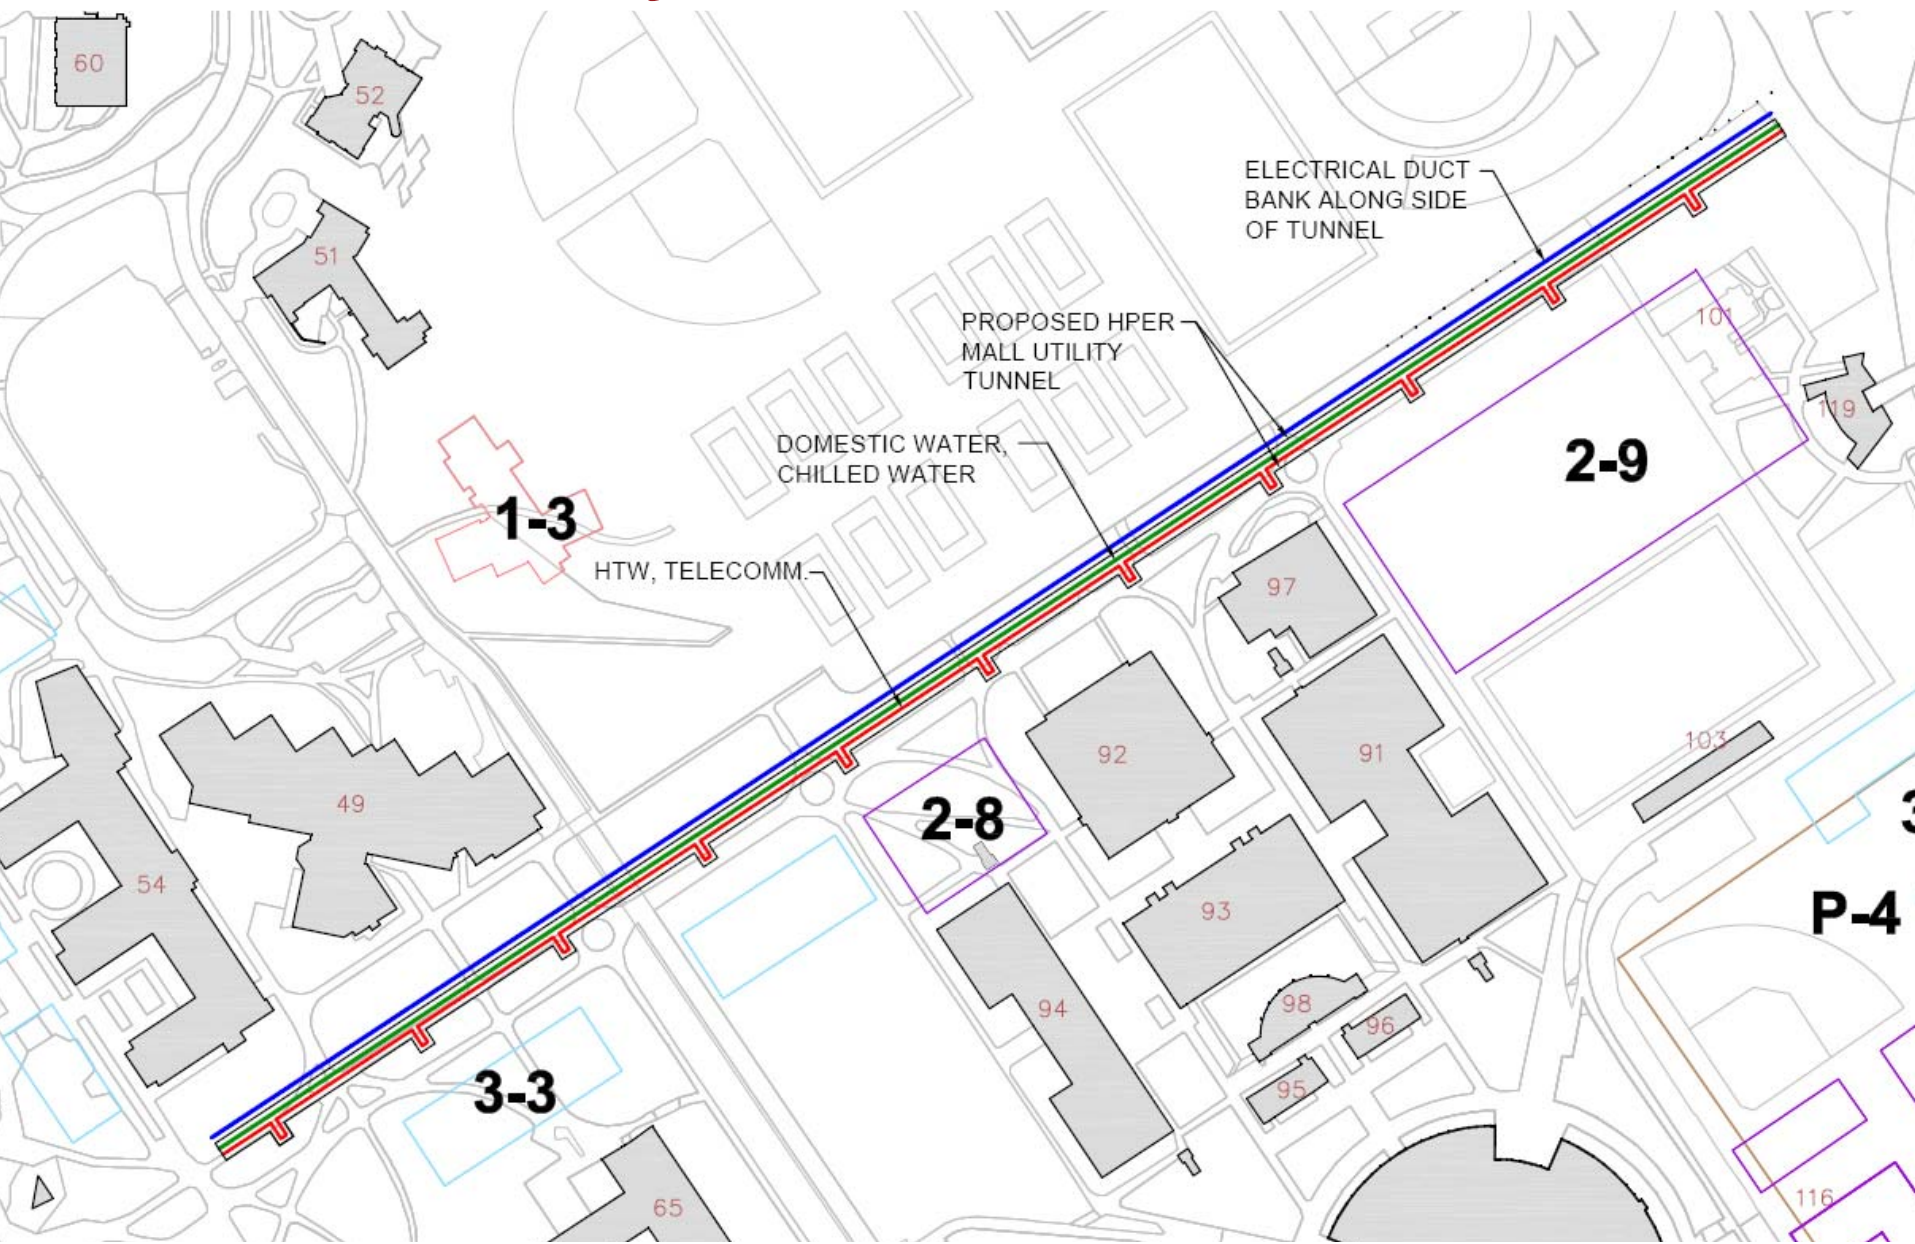 60
52
ELECTRICAL DUCT
BANK ALONG SIDE
OF TUNNEL
51
101
PROPOSED HPER
MALL UTILITY
TUNNEL
119
DOMESTIC WATER,
CHILLED WATER
2-9
1-3
HTW, TELECOMM.
97
103
92
91
49
2-8
3
54
93
P-4
94
98
96
3-3
95
116
65